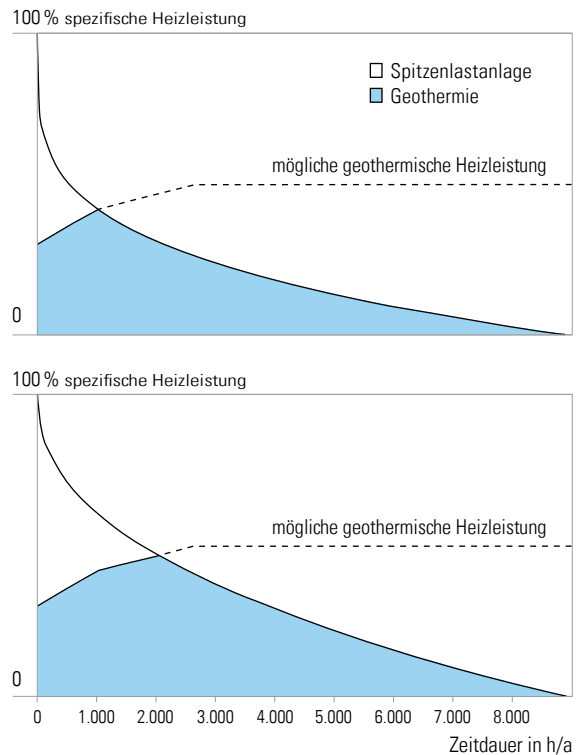 100 % spezifische Heizleistung
Spitzenlastanlage
Geothermie
mögliche geothermische Heizleistung
0
100 % spezifische Heizleistung
mögliche geothermische Heizleistung
0
0 1.000 2.000 3.000 4.000 5.000 6.000 7.000 8.000
Zeitdauer in h/a